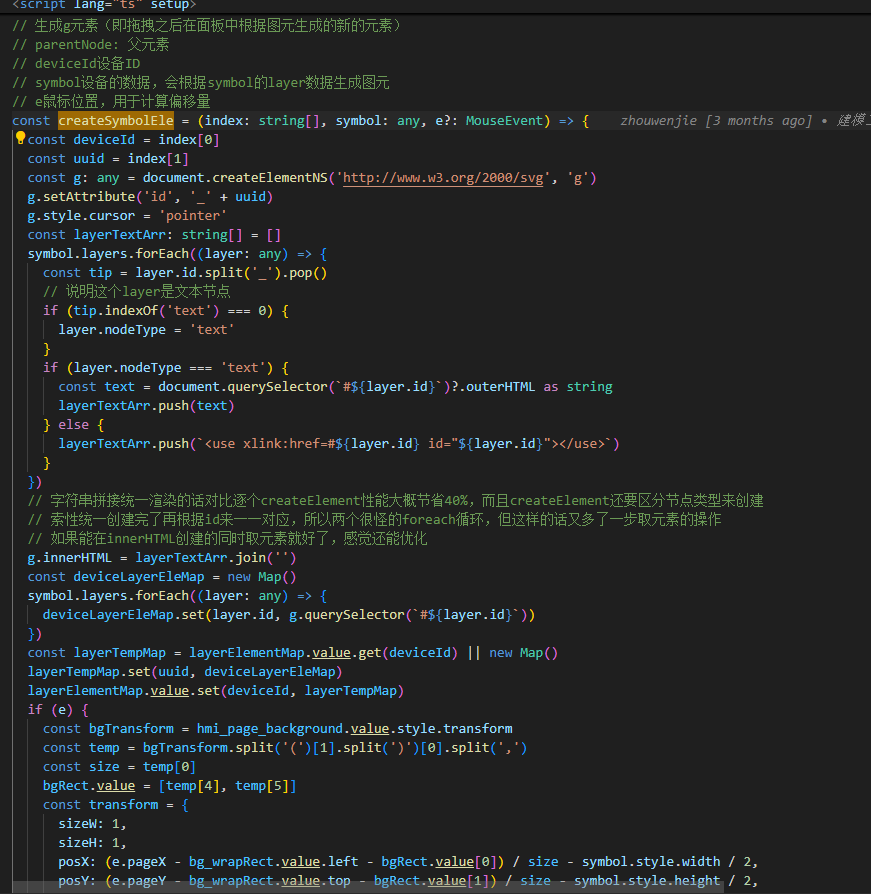 <script lang="ts" setup>
// 生成g元素（即拖拽之后在面板中根据图元生成的新的元素）
// parentNode: 父元素
// deviceId设备ID
// symbol设备的数据，会根据symbol的layer数据生成图元
// e鼠标位置，用于计算偏移量
const createSymbolEle = (index: string[], symbol: any, e?: MouseEvent) => {    zhouwenjie [3 months ago] • 建模
  const deviceId = index[0]
  const uuid = index[1]
  const g: any = document.createElementNS('http://www.w3.org/2000/svg', 'g')
  g.setAttribute('id', '_' + uuid)
  g.style.cursor = 'pointer'
  const layerTextArr: string[] = []
  symbol.layers.forEach((layer: any) => {
    const tip = layer.id.split('_').pop()
    // 说明这个layer是文本节点
    if (tip.indexOf('text') === 0) {
      layer.nodeType = 'text'
    }
    if (layer.nodeType === 'text') {
      const text = document.querySelector(`#${layer.id}`)?.outerHTML as string
      layerTextArr.push(text)
    } else {
      layerTextArr.push(`<use xlink:href=#${layer.id} id="${layer.id}"></use>`)
    }
  })
  // 字符串拼接统一渲染的话对比逐个createElement性能大概节省40%，而且createElement还要区分节点类型来创建
  // 索性统一创建完了再根据id来一一对应，所以两个很怪的foreach循环，但这样的话又多了一步取元素的操作
  // 如果能在innerHTML创建的同时取元素就好了，感觉还能优化
  g.innerHTML = layerTextArr.join('')
  const deviceLayerEleMap = new Map()
  symbol.layers.forEach((layer: any) => {
    deviceLayerEleMap.set(layer.id, g.querySelector(`#${layer.id}`))
  })
  const layerTempMap = layerElementMap.value.get(deviceId) || new Map()
  layerTempMap.set(uuid, deviceLayerEleMap)
  layerElementMap.value.set(deviceId, layerTempMap)
  if (e) {
    const bgTransform = hmi_page_background.value.style.transform
    const temp = bgTransform.split('(')[1].split(')')[0].split(',')
    const size = temp[0]
    bgRect.value = [temp[4], temp[5]]
    const transform = {
      sizeW: 1,
      sizeH: 1,
      posX: (e.pageX - bg_wrapRect.value.left - bgRect.value[0]) / size - symbol.style.width / 2,
      posY: (e.pageY - bg_wrapRect.value.top - bgRect.value[1]) / size - symbol.style.height / 2,